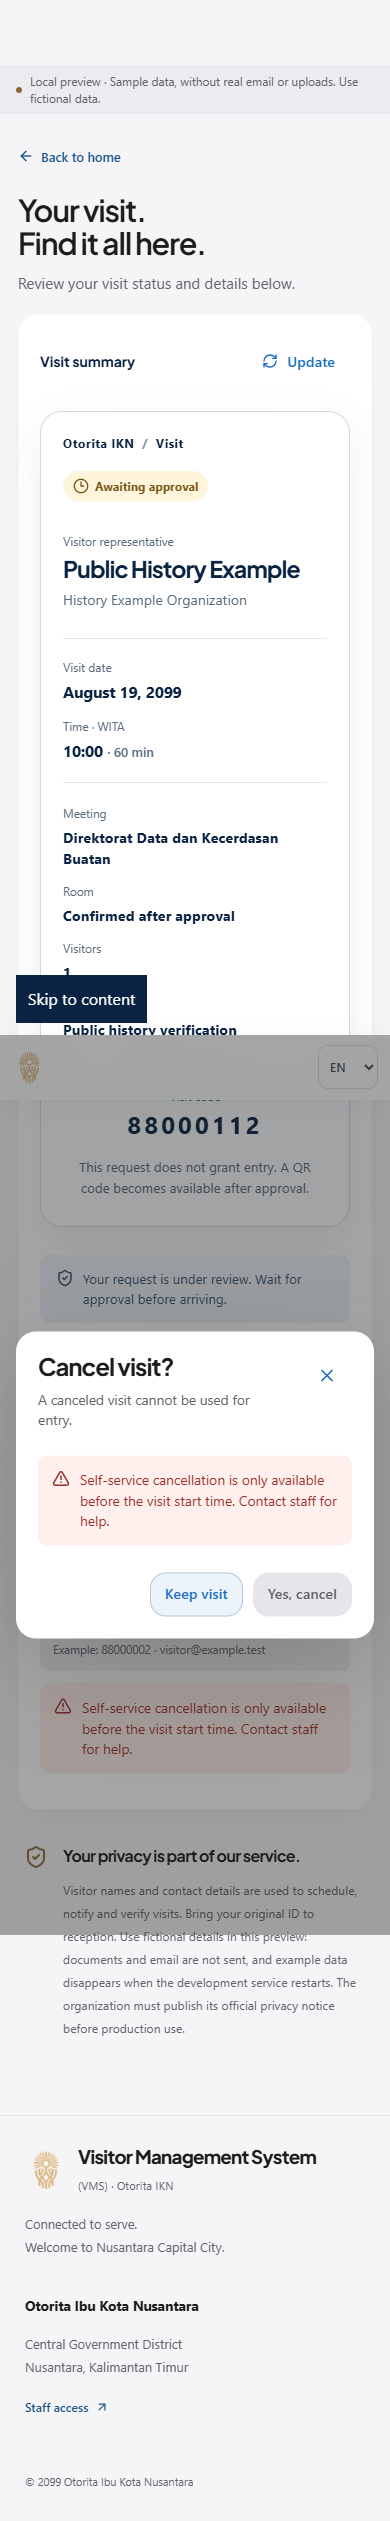 Local preview · Sample data, without real email or uploads. Use
fictional data.
Back to home
Your visit.
Find it all here.
Review your visit status and details below.
Visit summary
Update
Otorita IKN / Visit
Awaiting approval
Visitor representative
Public History Example
History Example Organization
Visit date
August 19, 2099
Time · WITA
10:00 · 60 min
Meeting
Direktorat Data dan Kecerdasan
Buatan
Room
Confirmed after approval
Visitors
1
Skip to content
Public history verification
EN
88000112
This request does not grant entry. A QR
code becomes available after approval.
Your request is under review. Wait for
approval before arriving.
Cancel visit?
A canceled visit cannot be used for
entry.
Self-service cancellation is only available
before the visit start time. Contact staff for
help.
Keep visit
Yes, cancel
Example: 88000002 · visitor@example.test
Self-service cancellation is only available
before the visit start time. Contact staff
for help.
Your privacy is part of our service.
Visitor names and contact details are used to schedule,
notify and verify visits. Bring your original ID to
reception. Use fictional details in this preview:
documents and email are not sent, and example data
disappears when the development service restarts. The
organization must publish its official privacy notice
before production use.
Visitor Management System
(VMS) · Otorita IKN
Connected to serve.
Welcome to Nusantara Capital City.
Otorita Ibu Kota Nusantara
Central Government District
Nusantara, Kalimantan Timur
Staff access
© 2099 Otorita Ibu Kota Nusantara